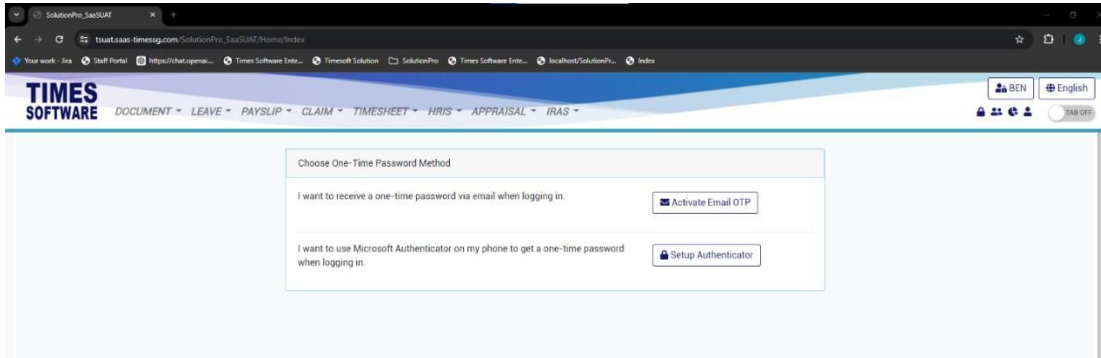 SolutionPro_SaaSUAT
tsuat.saas-timessg.com/SolutionPro_SaaSUAT/Home/Index
Your work - Jira Staff Portal https://chat.openai... Times Software Ente... Timesoft Solution SolutionPro Times Software Ente... localhost/SolutionPr... Index
TIMES
SOFTWARE
BEN English
DOCUMENT LEAVE PAYSLIP CLAIM TIMESHEET HRIS APPRAISAL IRAS
TAB OFF
Choose One-Time Password Method
I want to receive a one-time password via email when logging in.
Activate Email OTP
I want to use Microsoft Authenticator on my phone to get a one-time password
when logging in.
Setup Authenticator